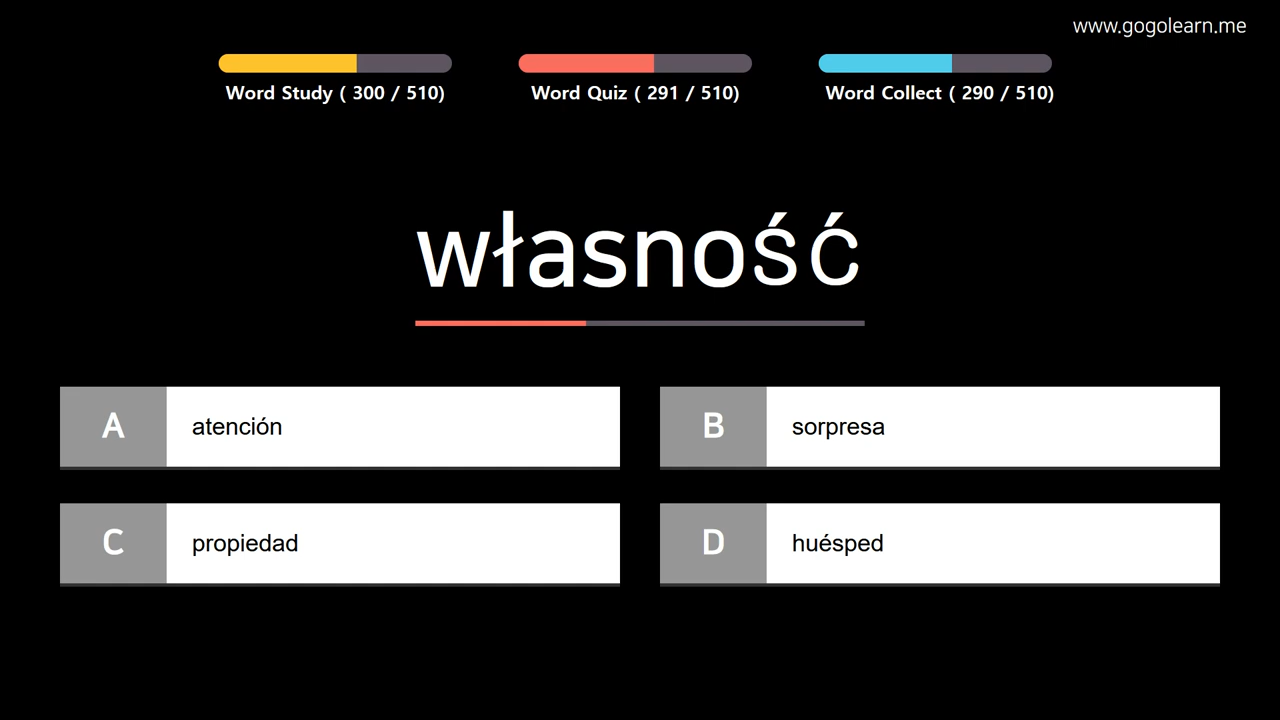 www.gogolearn.me
Word Study ( 300 / 510)
Word Quiz ( 291 / 510)
Word Collect ( 290 / 510)
własność
A
atención
B
sorpresa
C
propiedad
D
huésped